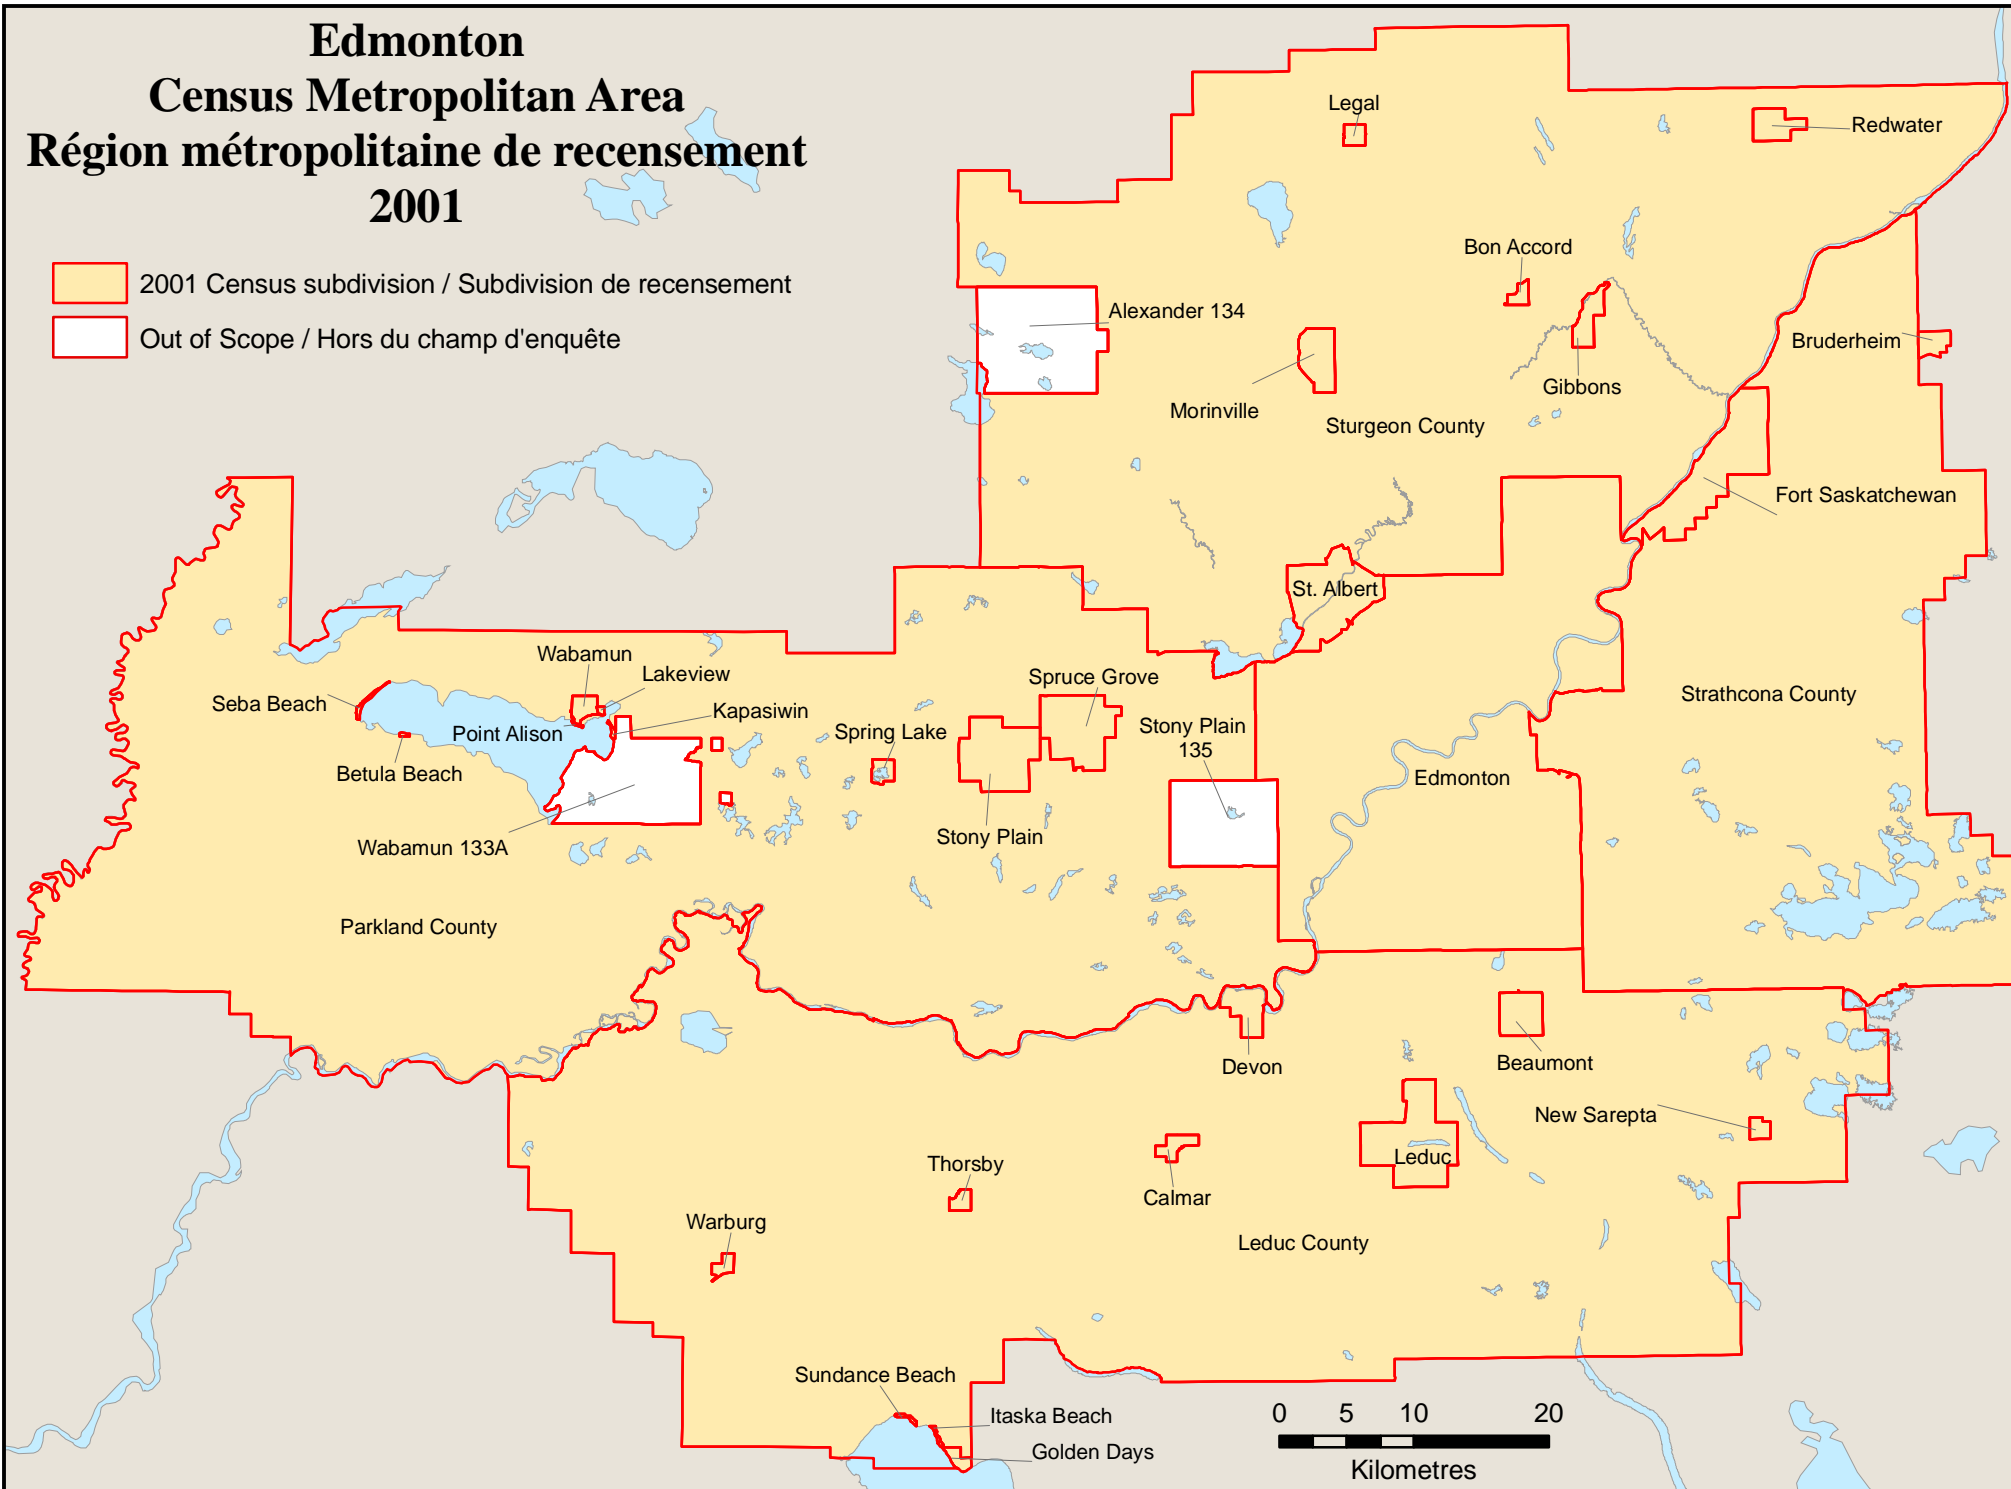 Edmonton
Census Metropolitan Area
Région métropolitaine de recensement
2001
2001 Census subdivision / Subdivision de recensement
Out of Scope / Hors du champ d'enquête
Legal
Redwater
Bon Accord
Alexander 134
Bruderheim
Gibbons
Morinville
Sturgeon County
Fort Saskatchewan
St. Albert
Wabamun
Lakeview
Spruce Grove
Strathcona County
Seba Beach
Kapasiwin
Point Alison
Spring Lake
Stony Plain
135
Betula Beach
Edmonton
Stony Plain
Wabamun 133A
Parkland County
Devon
Beaumont
New Sarepta
Leduc
Thorsby
Calmar
Warburg
Leduc County
Sundance Beach
Itaska Beach
Golden Days
0 5 10 20
Kilometres